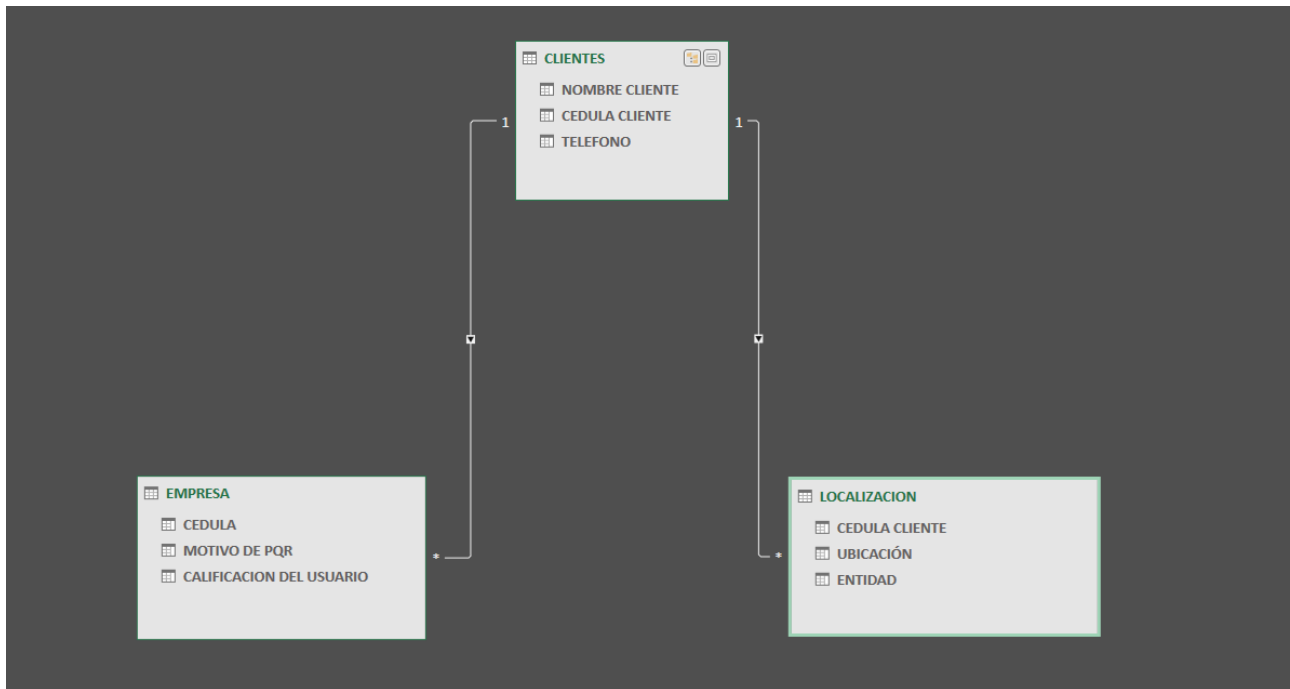 CLIENTES
NOMBRE CLIENTE
CEDULA CLIENTE
TELEFONO
1
1
EMPRESA
CEDULA
MOTIVO DE PQR
CALIFICACION DEL USUARIO
*
LOCALIZACION
CEDULA CLIENTE
UBICACIÓN
ENTIDAD
*